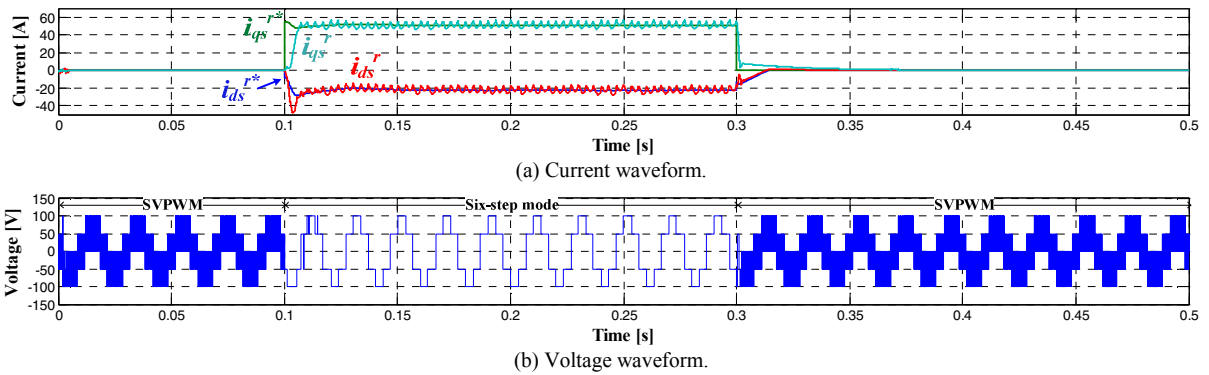 60
40
20
0
-20
-40
Current [A]
i_qs^r*
i_qs^r
i_ds^r
i_ds^r*
0 0.05 0.1 0.15 0.2 0.25 0.3 0.35 0.4 0.45 0.5
Time [s]
(a) Current waveform.
150
100
50
0
-50
-100
-150
Voltage [V]
SVPWM Six-step mode SVPWM
0 0.05 0.1 0.15 0.2 0.25 0.3 0.35 0.4 0.45 0.5
Time [s]
(b) Voltage waveform.